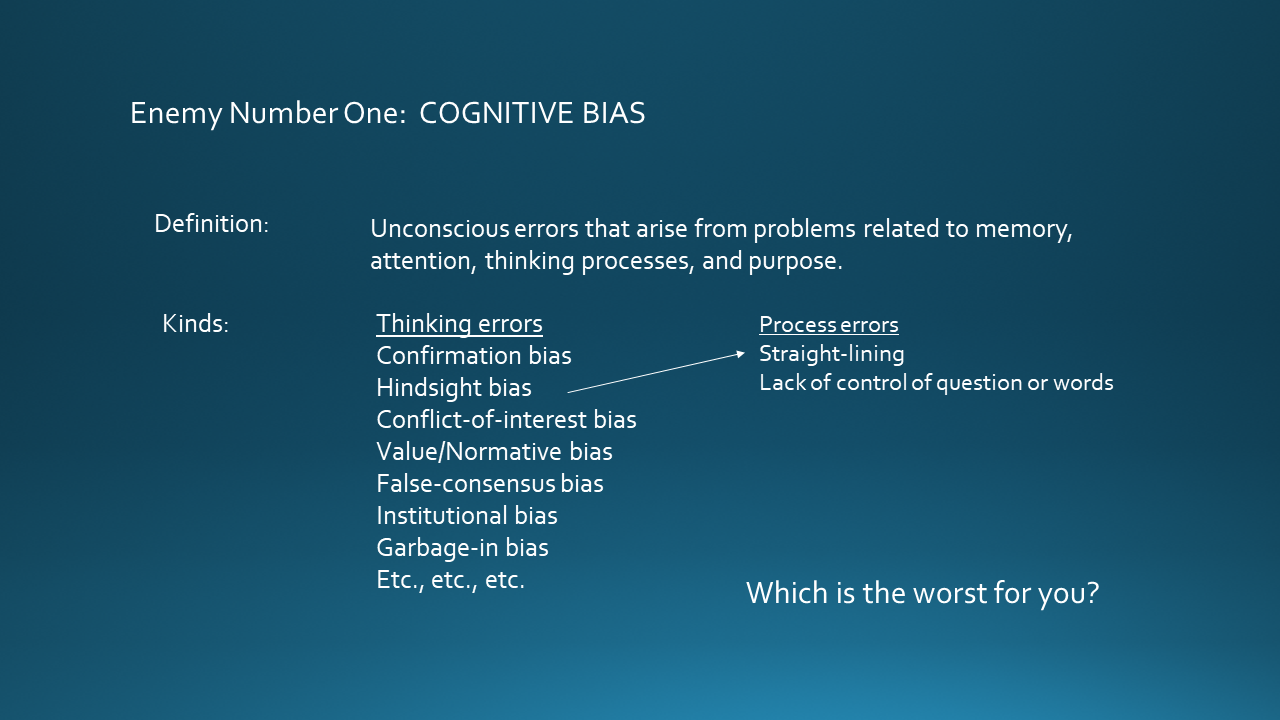 Enemy Number One:  COGNITIVE BIAS
Definition:
Unconscious errors that arise from problems related to memory,
attention, thinking processes, and purpose.
Kinds:
Thinking errors
Confirmation bias
Hindsight bias
Conflict-of-interest bias
Value/Normative bias
False-consensus bias
Institutional bias
Garbage-in bias
Etc., etc., etc.
Process errors
Straight-lining
Lack of control of question or words
Which is the worst for you?